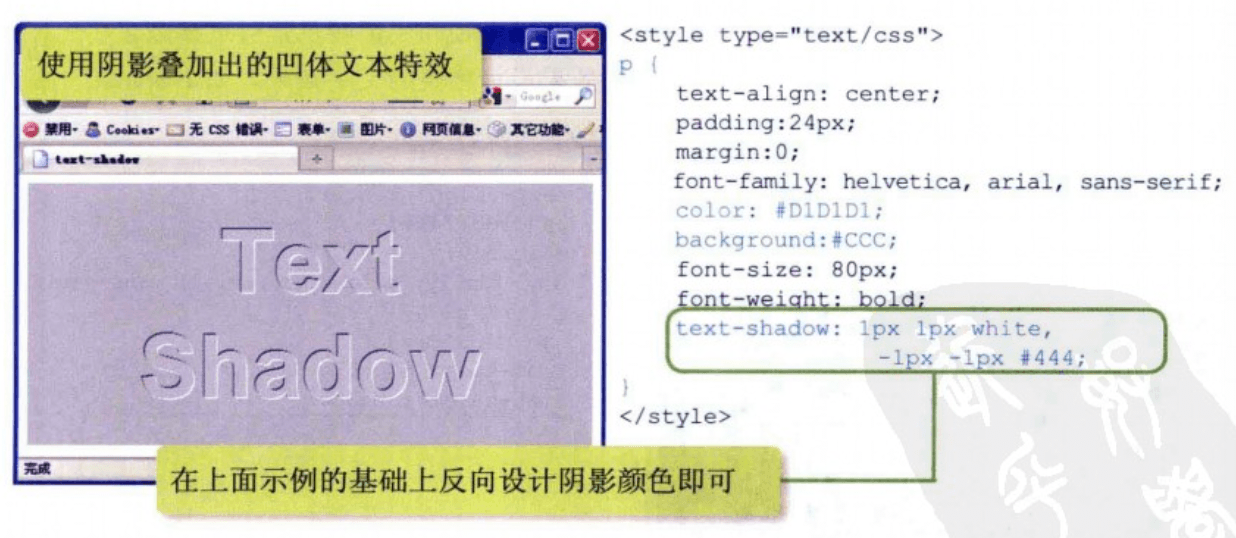 使用阴影叠加出的凹体文本特效
Google
禁用· Cookies· 无 CSS 错误· 表单· 图片· 网页信息· 其它功能·
text-shadow
Text
Shadow
完成
在上面示例的基础上反向设计阴影颜色即可
<style type="text/css">
p {
text-align: center;
padding:24px;
margin:0;
font-family: helvetica, arial, sans-serif;
color: #D1D1D1;
background:#CCC;
font-size: 80px;
font-weight: bold;
text-shadow: 1px 1px white,
-1px -1px #444;
}
</style>